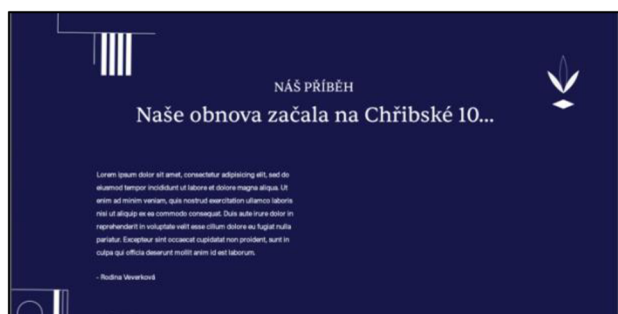 NÁŠ PŘÍBĚH
Naše obnova začala na Chřibské 10...
Lorem ipsum dolor sit amet, consectetur adipisicing elit, sed do
eiusmod tempor incididunt ut labore et dolore magna aliqua. Ut
enim ad minim veniam, quis nostrud exercitation ullamco laboris
nisi ut aliquip ex ea commodo consequat. Duis aute irure dolor in
reprehenderit in voluptate velit esse cillum dolore eu fugiat nulla
pariatur. Excepteur sint occaecat cupidatat non proident, sunt in
culpa qui officia deserunt mollit anim id est laborum.
- Rodina Veverková